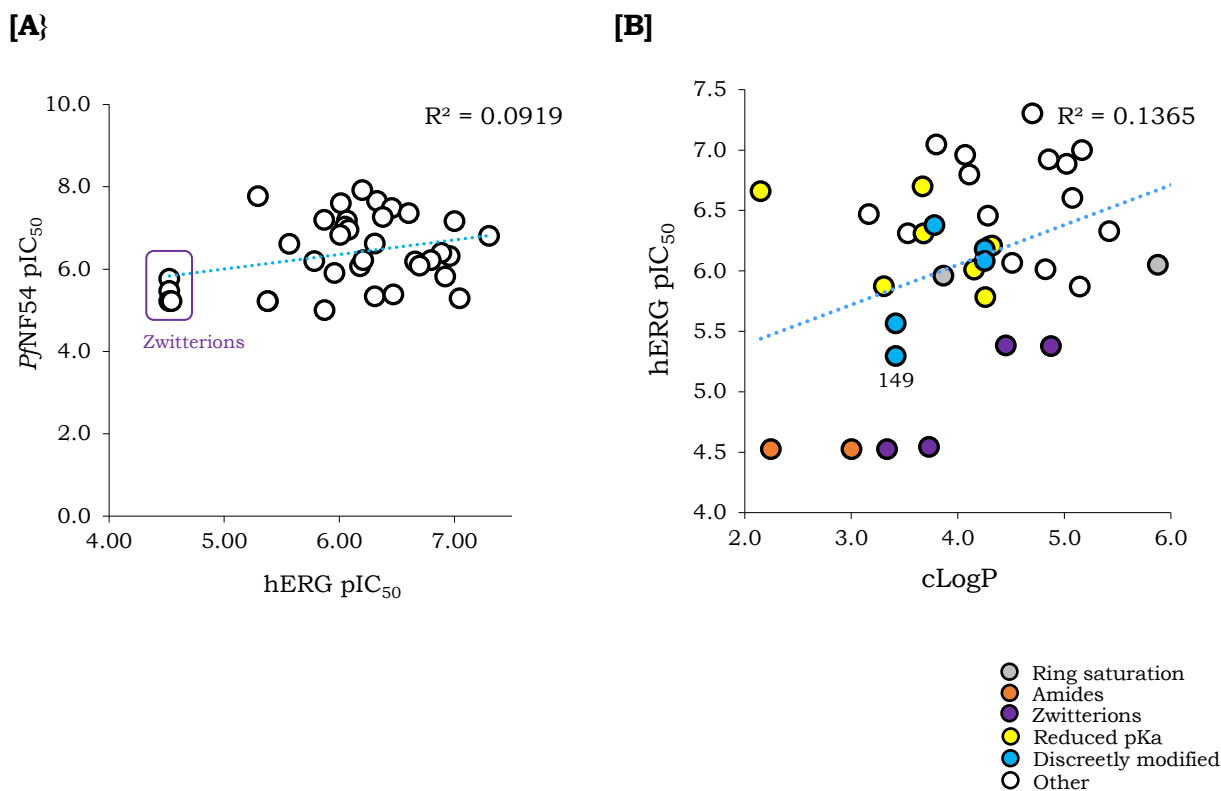 [A}
[B]
R² = 0.0919
10.0
8.0
6.0
4.0
2.0
0.0
PfNF54 pIC₅₀
Zwitterions
4.00 5.00 6.00 7.00
hERG pIC₅₀
R² = 0.1365
7.5
7.0
6.5
6.0
5.5
5.0
4.5
4.0
hERG pIC₅₀
149
2.0 3.0 4.0 5.0 6.0
cLogP
Ring saturation
Amides
Zwitterions
Reduced pKa
Discreetly modified
Other